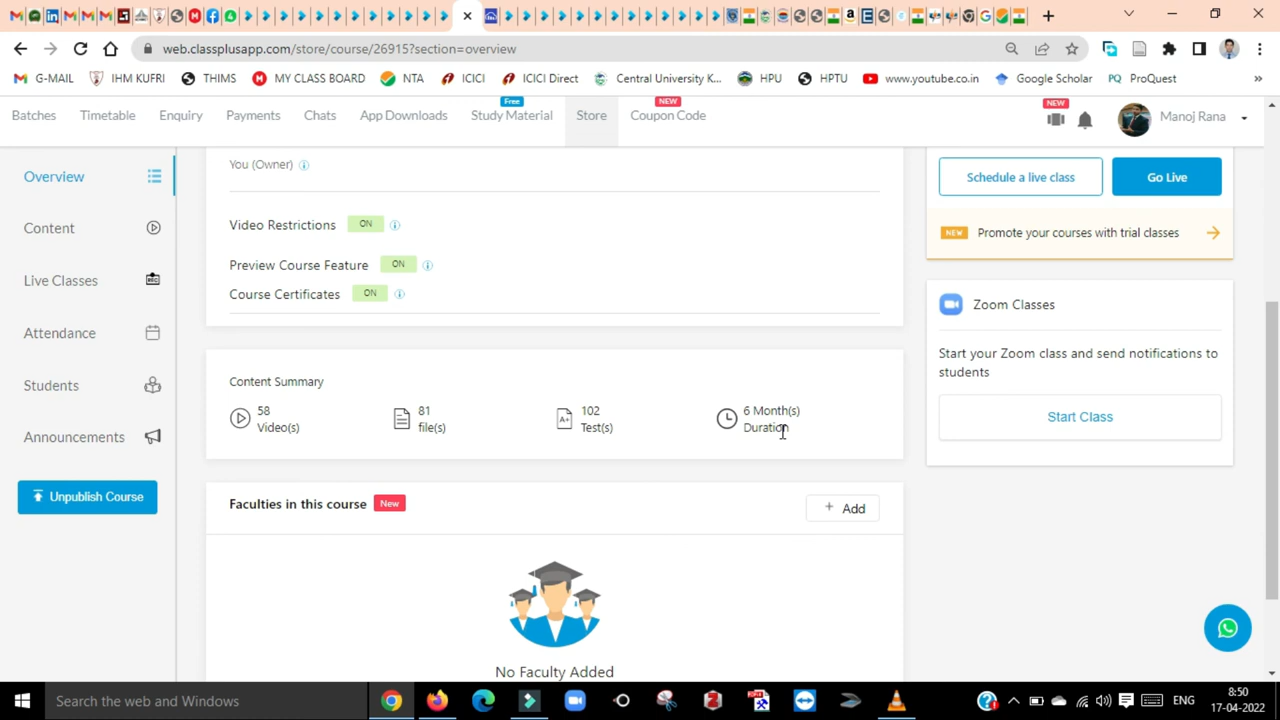 web.classplusapp.com/store/course/26915?section=overview
G-MAIL
IHM KUFRI
THIMS
MY CLASS BOARD
NTA
ICICI
ICICI Direct
Central University K...
HPU
HPTU
www.youtube.co.in
Google Scholar
ProQuest
»
Batches
Timetable
Enquiry
Payments
Chats
App Downloads
Free
Study Material
Store
NEW
Coupon Code
NEW
Manoj Rana
Overview
Content
Live Classes
Attendance
Students
Announcements
Unpublish Course
You (Owner)
Video Restrictions ON
Preview Course Feature ON
Course Certificates ON
Content Summary
58
Video(s)
81
file(s)
102
Test(s)
6 Month(s)
Duration
Faculties in this course New
+ Add
No Faculty Added
Schedule a live class
Go Live
NEW Promote your courses with trial classes
Zoom Classes
Start your Zoom class and send notifications to
students
Start Class
Search the web and Windows
ENG
8:50
17-04-2022